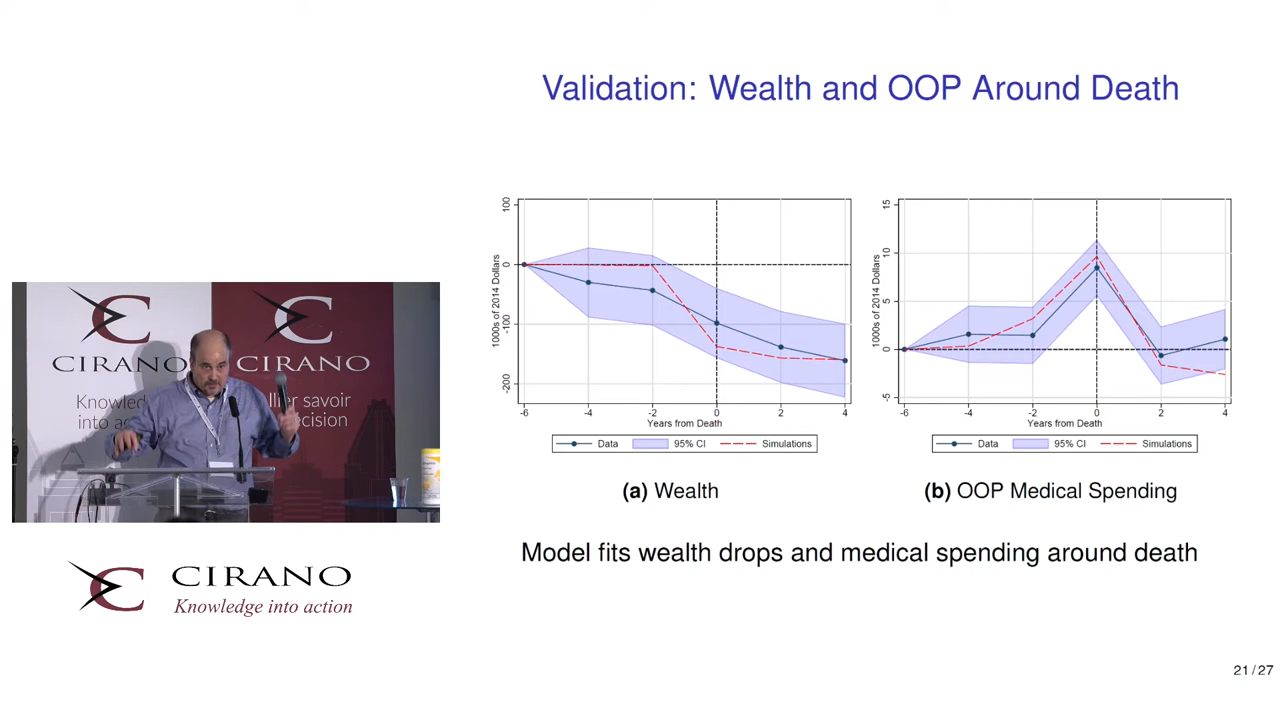 Validation: Wealth and OOP Around Death
100
0
-100
-200
1000s of 2014 Dollars
-6 -4 -2 0 2 4
Years from Death
Data 95% CI Simulations
(a) Wealth
15
10
5
0
-5
1000s of 2014 Dollars
-6 -4 -2 0 2 4
Years from Death
Data 95% CI Simulations
(b) OOP Medical Spending
Model fits wealth drops and medical spending around death
CIRANO
CIRANO
into
llier savoir
CIRANO
Knowledge into action
21 / 27